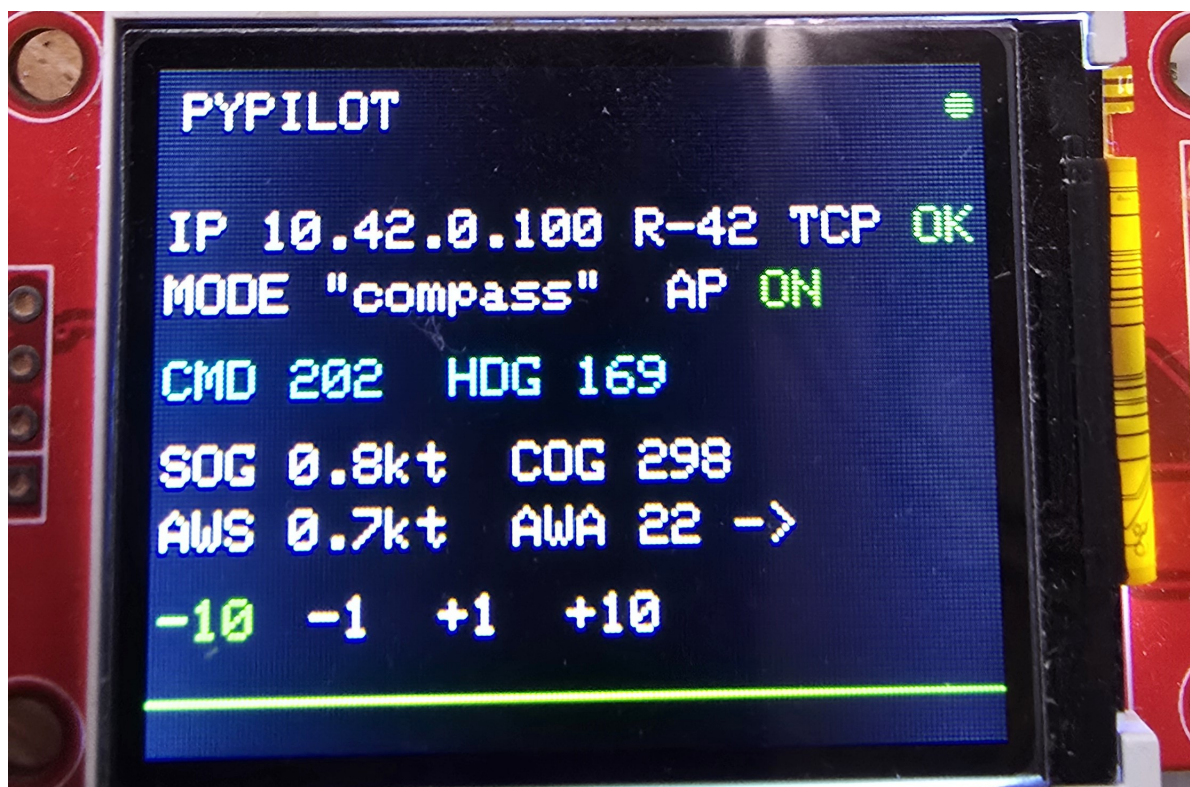 PYPILOT
IP 10.42.0.100 R-42 TCP OK
MODE "compass" AP ON
CMD 202 HDG 169
SOG 0.8kt COG 298
AWS 0.7kt AWA 22 ->
-10 -1 +1 +10